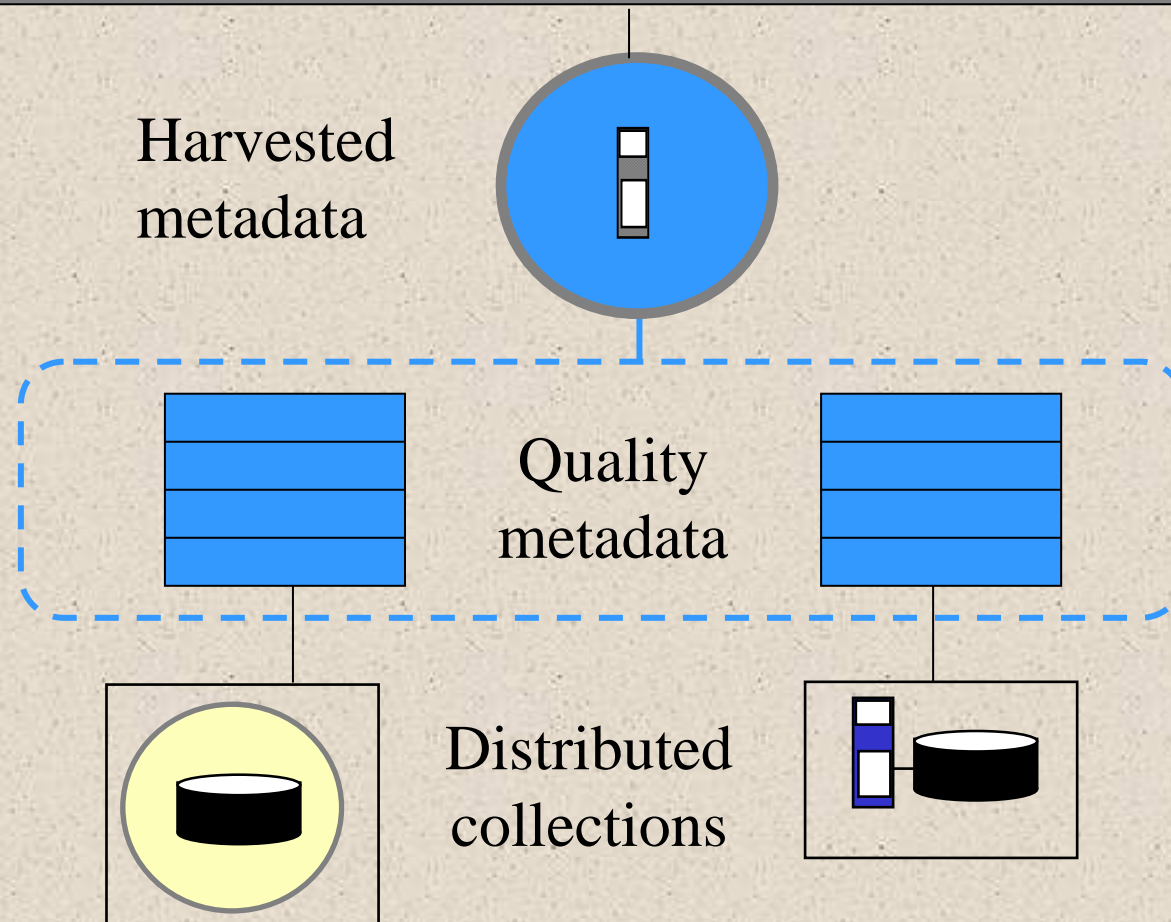 Harvested
metadata
Quality
metadata
Distributed
collections